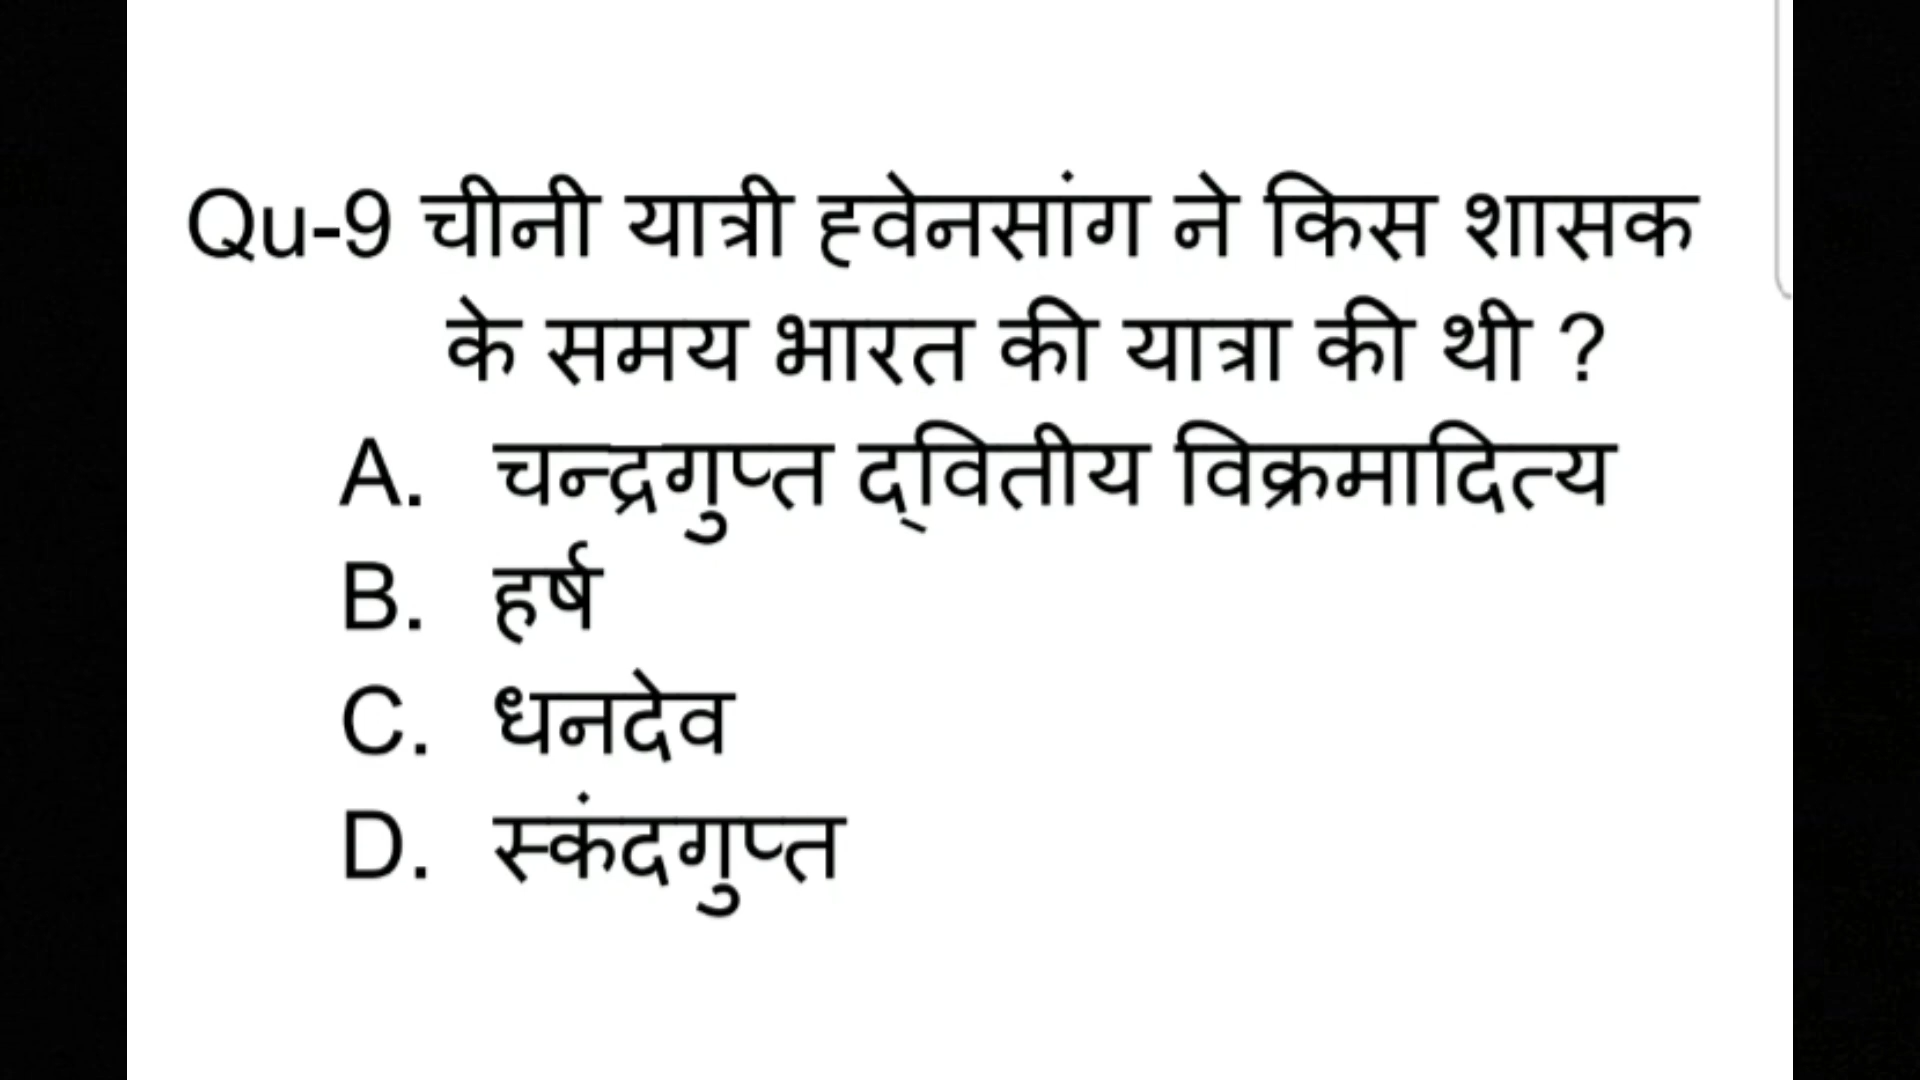 Qu-9 चीनी यात्री ह्वेनसांग ने किस शासक
के समय भारत की यात्रा की थी ?
A. चन्द्रगुप्त द्वितीय विक्रमादित्य
B. हर्ष
C. धनदेव
D. स्कंदगुप्त